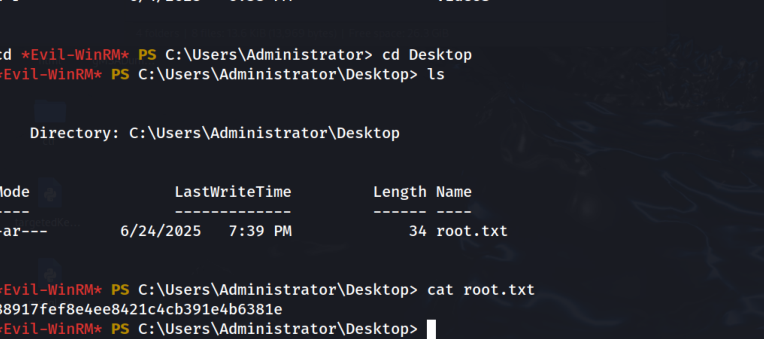 cd *Evil-WinRM* PS C:\Users\Administrator> cd Desktop
*Evil-WinRM* PS C:\Users\Administrator\Desktop> ls
Directory: C:\Users\Administrator\Desktop
Mode LastWriteTime Length Name
---- ------------- ------ ----
-ar--- 6/24/2025 7:39 PM 34 root.txt
*Evil-WinRM* PS C:\Users\Administrator\Desktop> cat root.txt
38917fef8e4ee8421c4cb391e4b6381e
*Evil-WinRM* PS C:\Users\Administrator\Desktop>